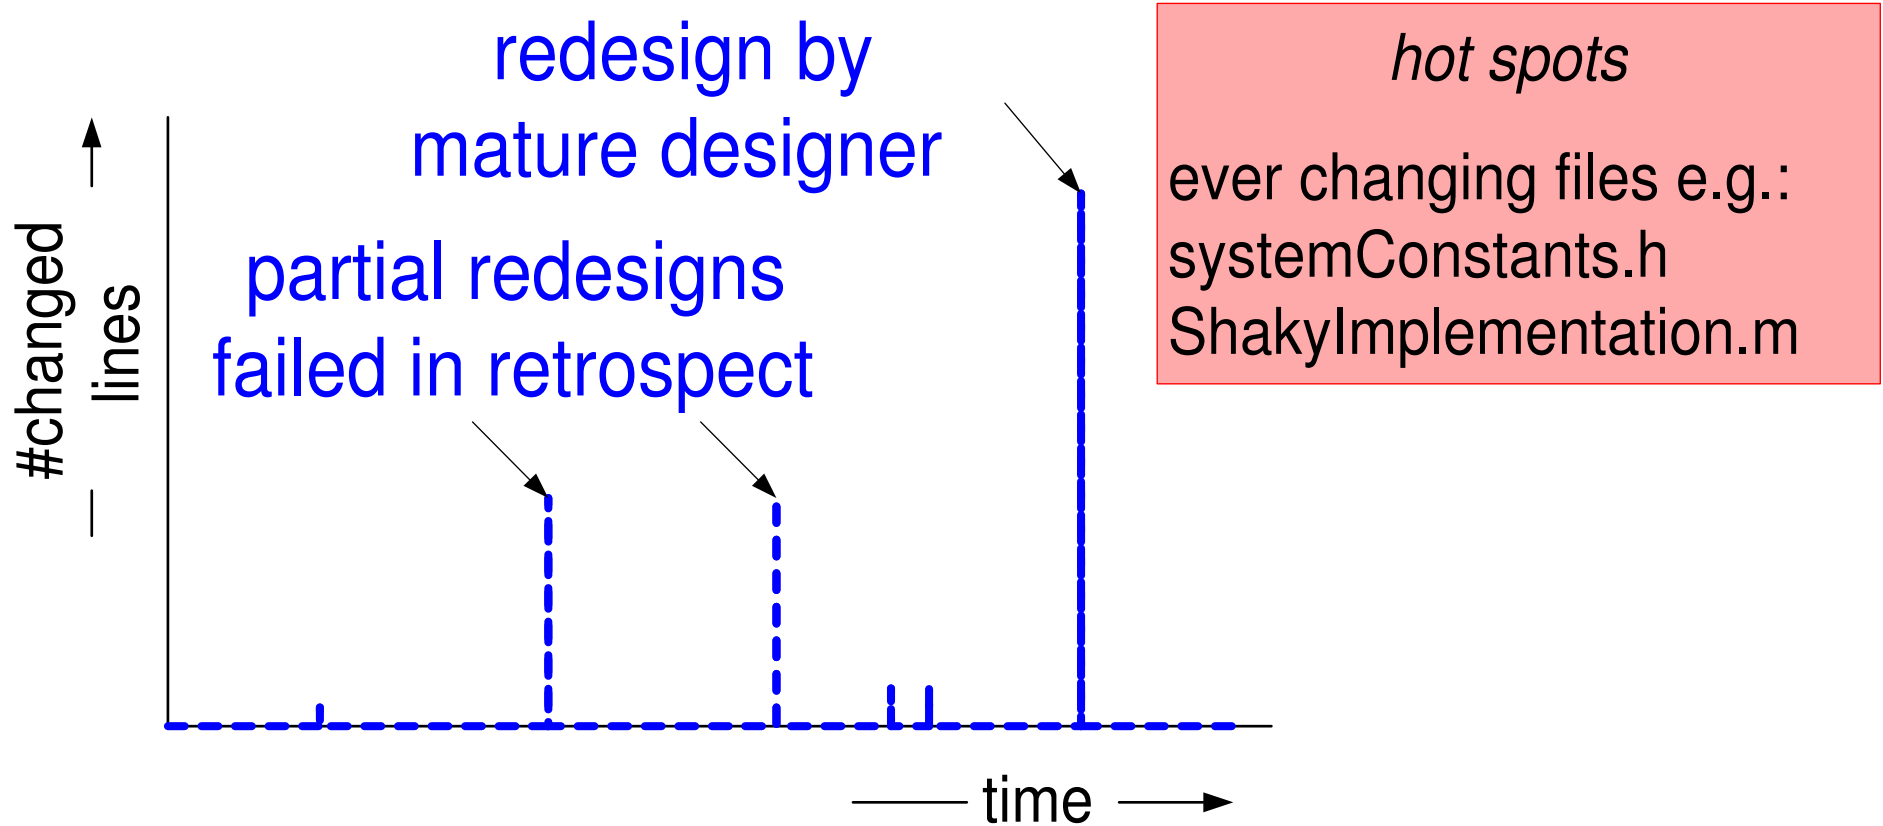 redesign by
mature designer
partial redesigns
failed in retrospect
#changed
lines
time
hot spots
ever changing files e.g.:
systemConstants.h
ShakyImplementation.m